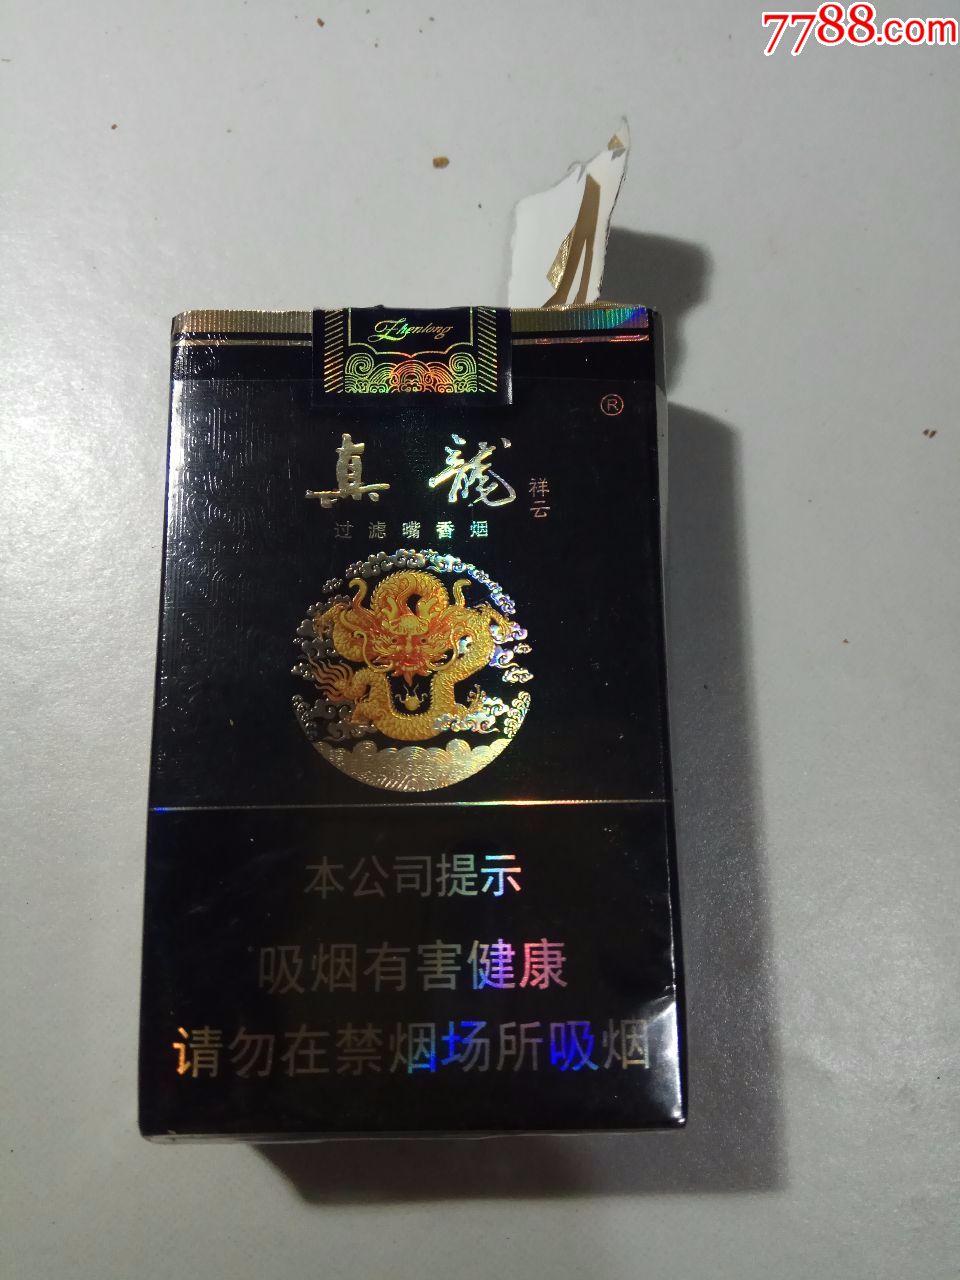 7788.com
Zhenlong
®
真龍
祥云
过滤嘴香烟
本公司提示
吸烟有害健康
请勿在禁烟场所吸烟